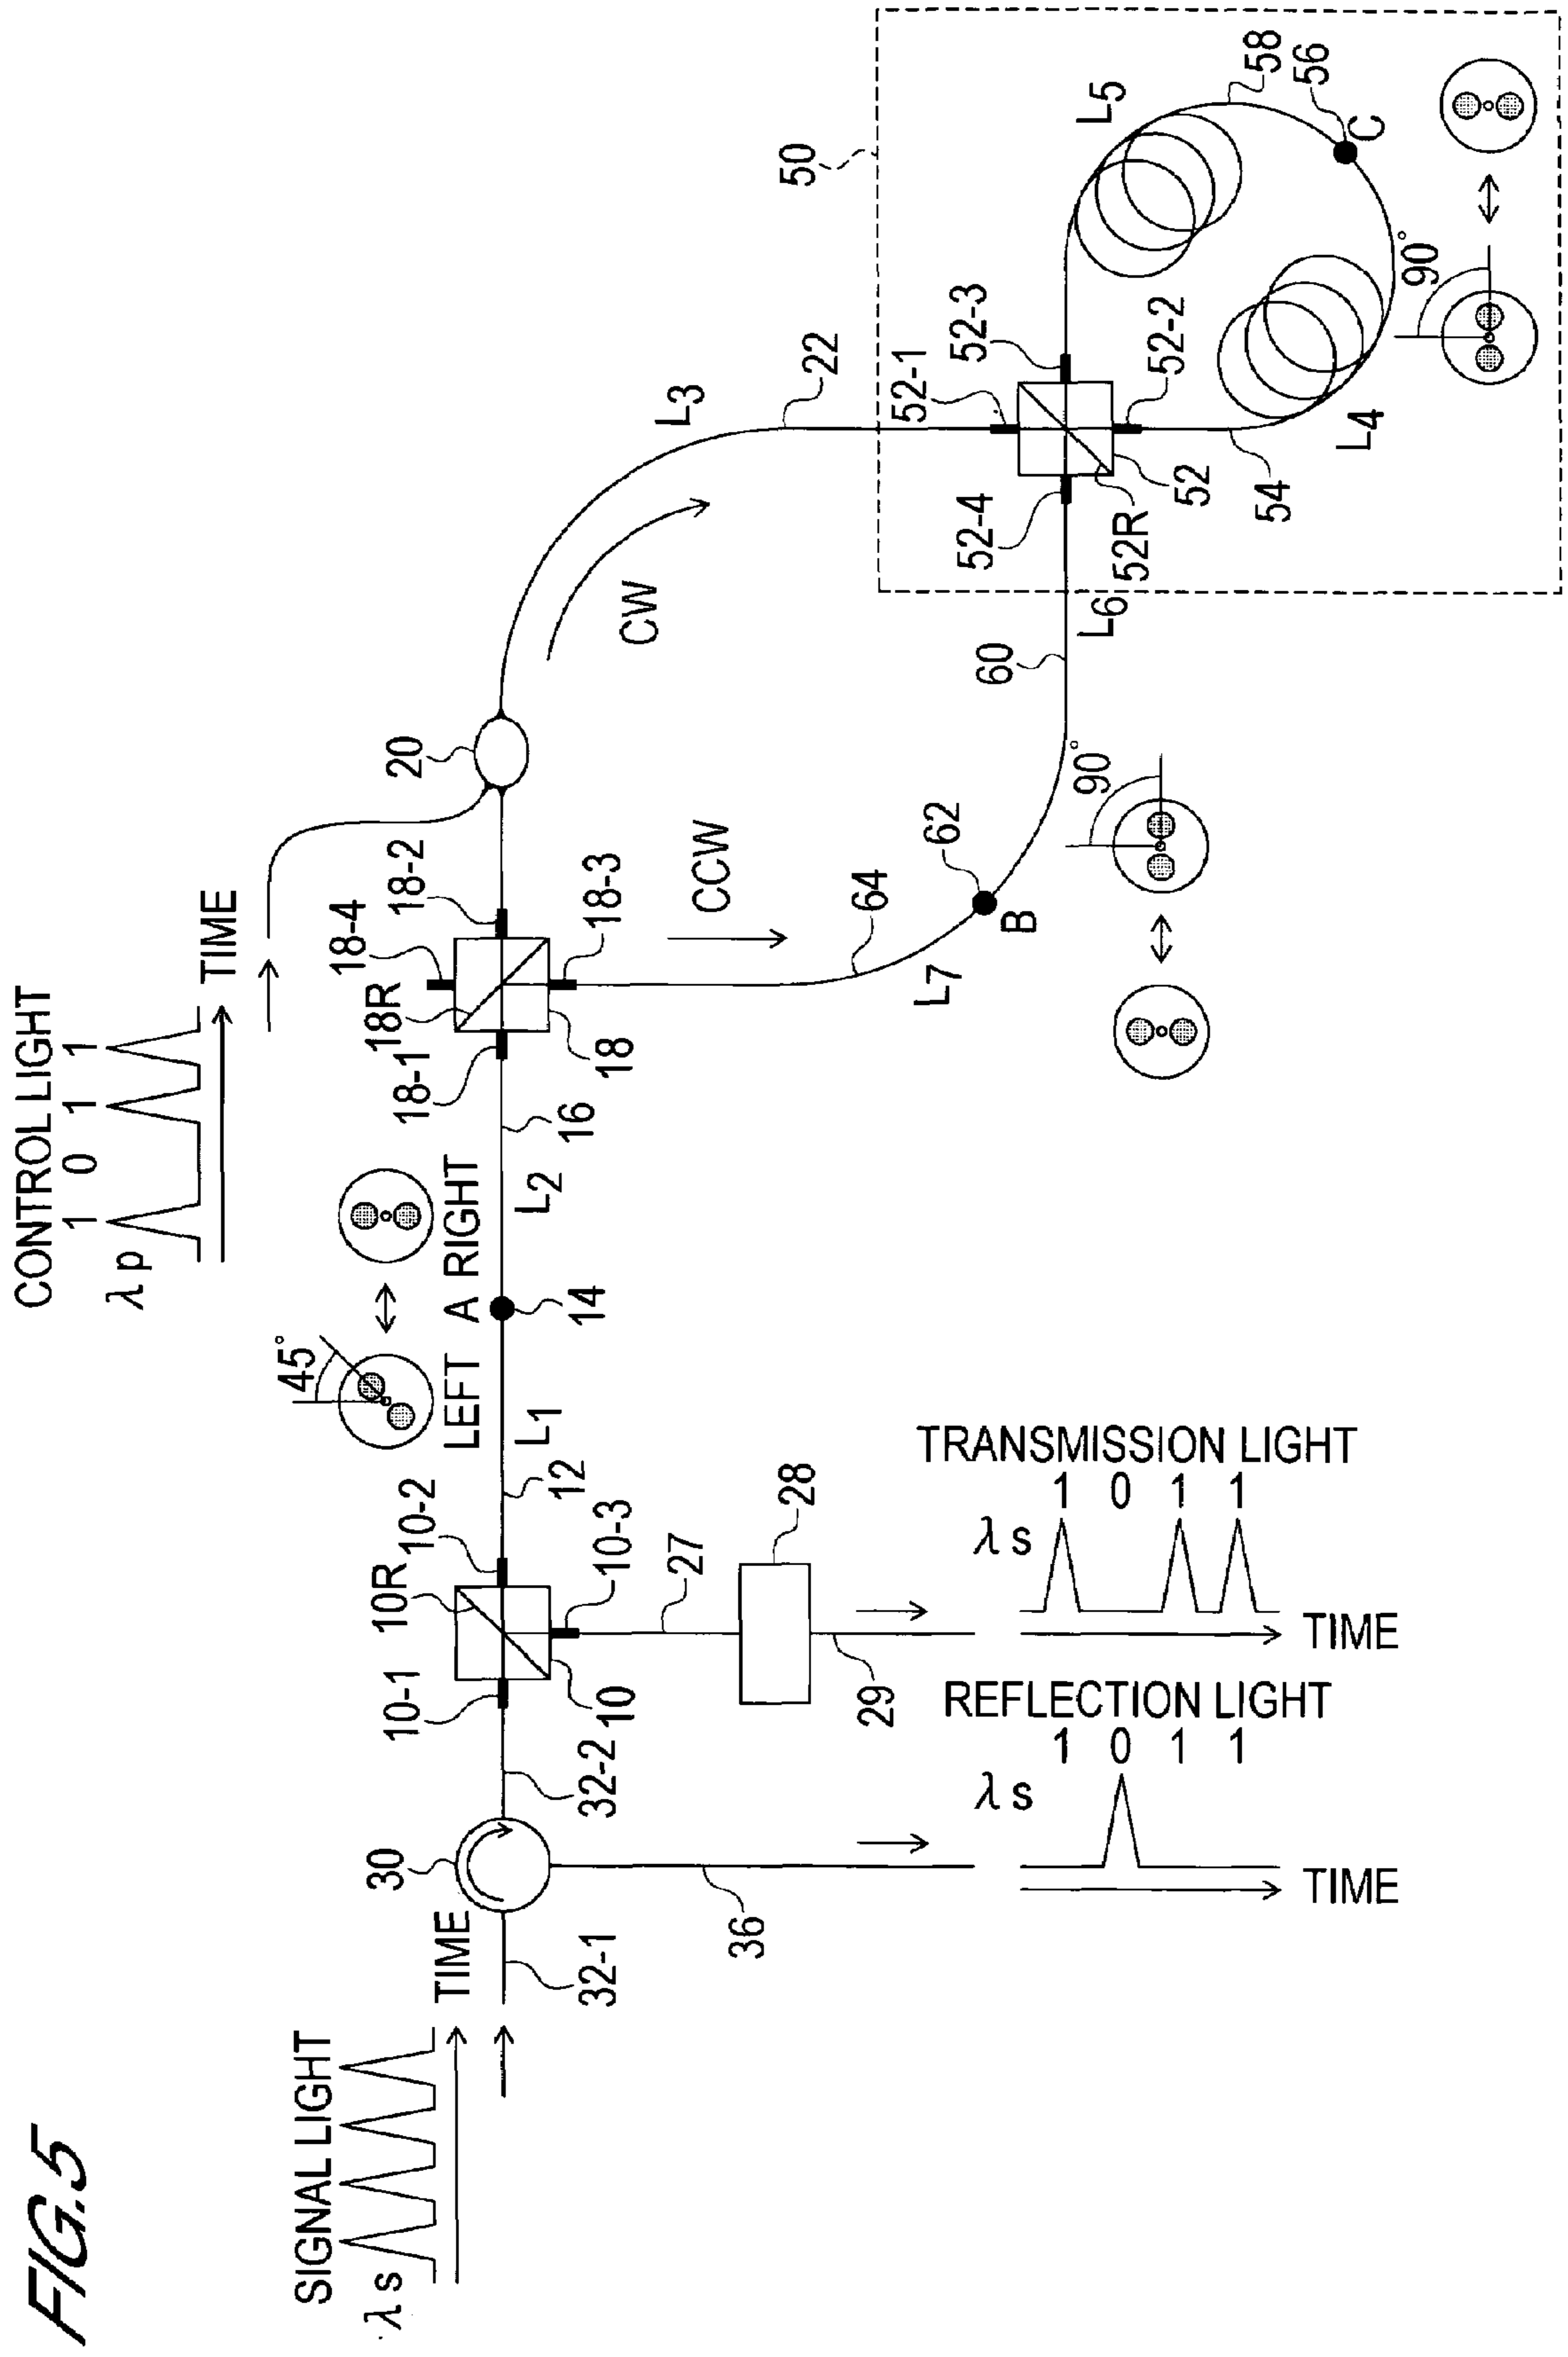 FIG.5
CONTROL LIGHT
1 0 1 1
λp
TIME
SIGNAL LIGHT
λs
TIME
32-1
30
32-2
36
10-1
10R
10-2
10
10-3
27
28
29
12
L1
45°
LEFT A RIGHT
14
L2
16
18-1
18R
18-4
18-2
18
18-3
20
CW
CCW
L3
22
50
52-1
52-3
52-4
52R
52
52-2
54
L4
L5
58
56
C
90°
L6
60
62
B
90°
64
L7
TRANSMISSION LIGHT
1 0 1 1
λs
TIME
REFLECTION LIGHT
1 0 1 1
λs
TIME